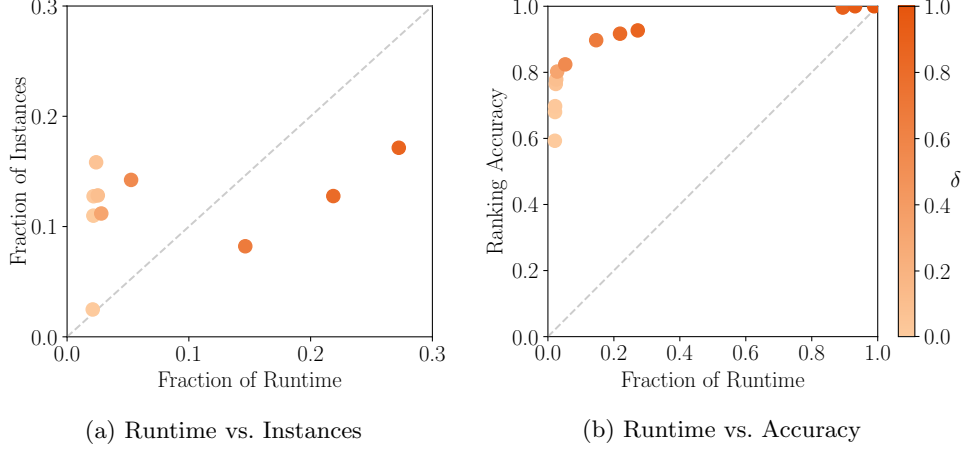 0.3
0.2
0.1
0.0
Fraction of Instances
0.0 0.1 0.2 0.3
Fraction of Runtime
(a) Runtime vs. Instances
1.0
0.8
0.6
0.4
0.2
0.0
Ranking Accuracy
0.0 0.2 0.4 0.6 0.8 1.0
Fraction of Runtime
(b) Runtime vs. Accuracy
δ
1.0
0.8
0.6
0.4
0.2
0.0